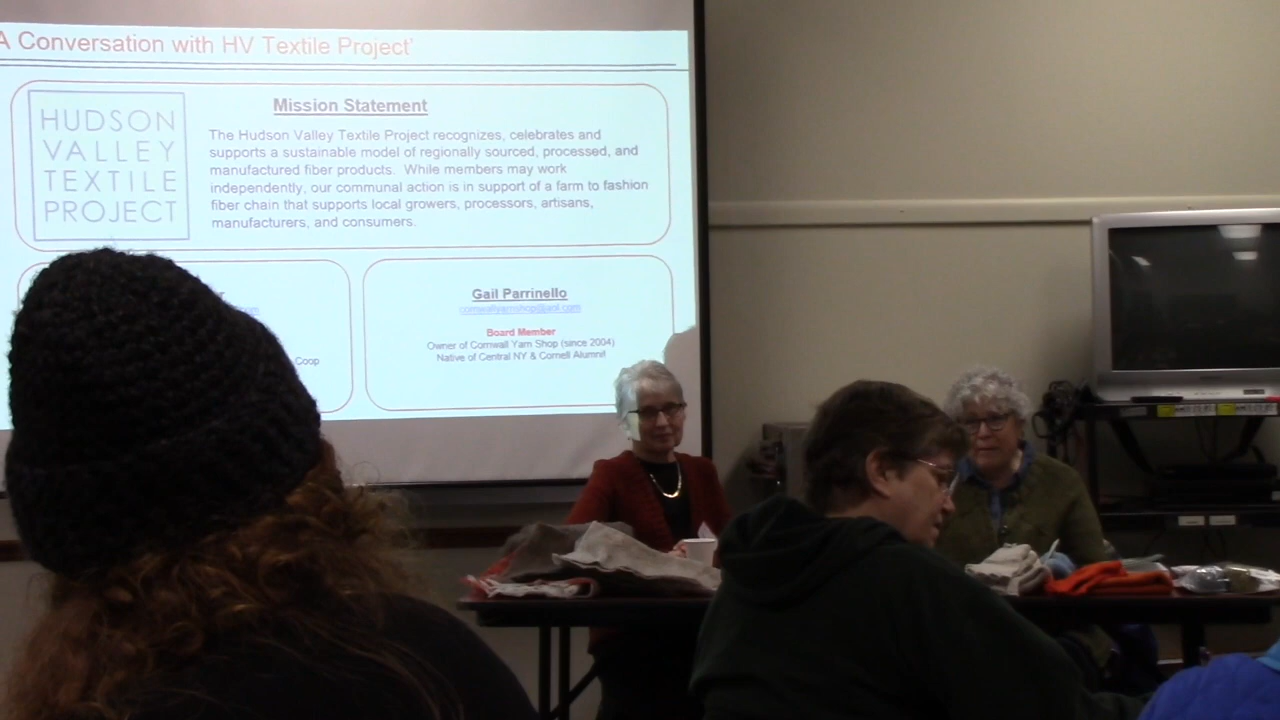 A Conversation with HV Textile Project'
HUDSON
VALLEY
TEXTILE
PROJECT
Mission Statement
The Hudson Valley Textile Project recognizes, celebrates and
supports a sustainable model of regionally sourced, processed, and
manufactured fiber products. While members may work
independently, our communal action is in support of a farm to fashion
fiber chain that supports local growers, processors, artisans,
manufacturers, and consumers.
Coop
Gail Parrinello
cornwallyarnshop@aol.com
Board Member
Owner of Cornwall Yarn Shop (since 2004)
Native of Central NY & Cornell Alumni!